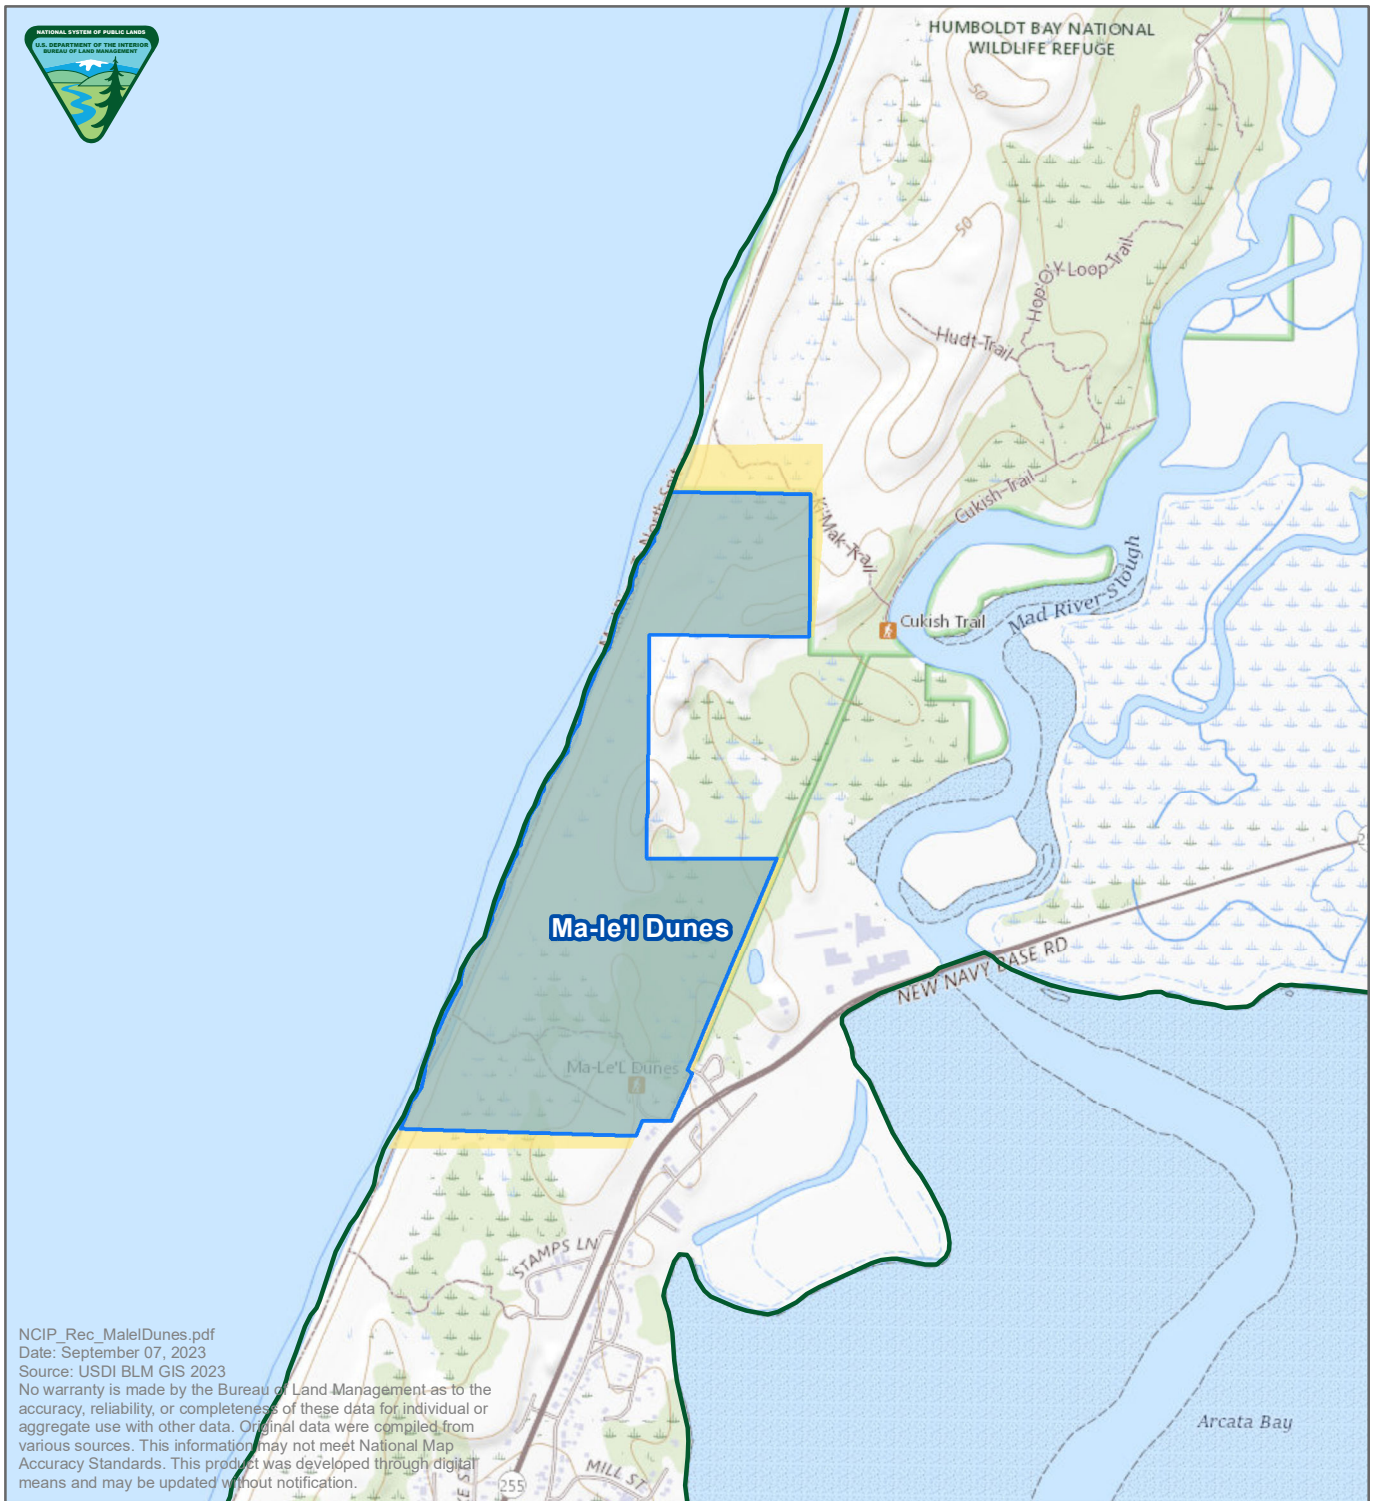 NATIONAL SYSTEM OF PUBLIC LANDS
U.S. DEPARTMENT OF THE INTERIOR
BUREAU OF LAND MANAGEMENT
HUMBOLDT BAY NATIONAL
WILDLIFE REFUGE
50
50
Hop'O'Y Loop Trail
Hudt Trail
Cukish Trail
Ki'Mak Trail
North Spit
Mad River Slough
Cukish Trail
Ma-le'l Dunes
NEW NAVY BASE RD
Ma-Le'L Dunes
STAMPS LN
MILL ST
255
Arcata Bay
NCIP_Rec_MalelDunes.pdf
Date: September 07, 2023
Source: USDI BLM GIS 2023
No warranty is made by the Bureau of Land Management as to the
accuracy, reliability, or completeness of these data for individual or
aggregate use with other data. Original data were compiled from
various sources. This information may not meet National Map
Accuracy Standards. This product was developed through digital
means and may be updated without notification.